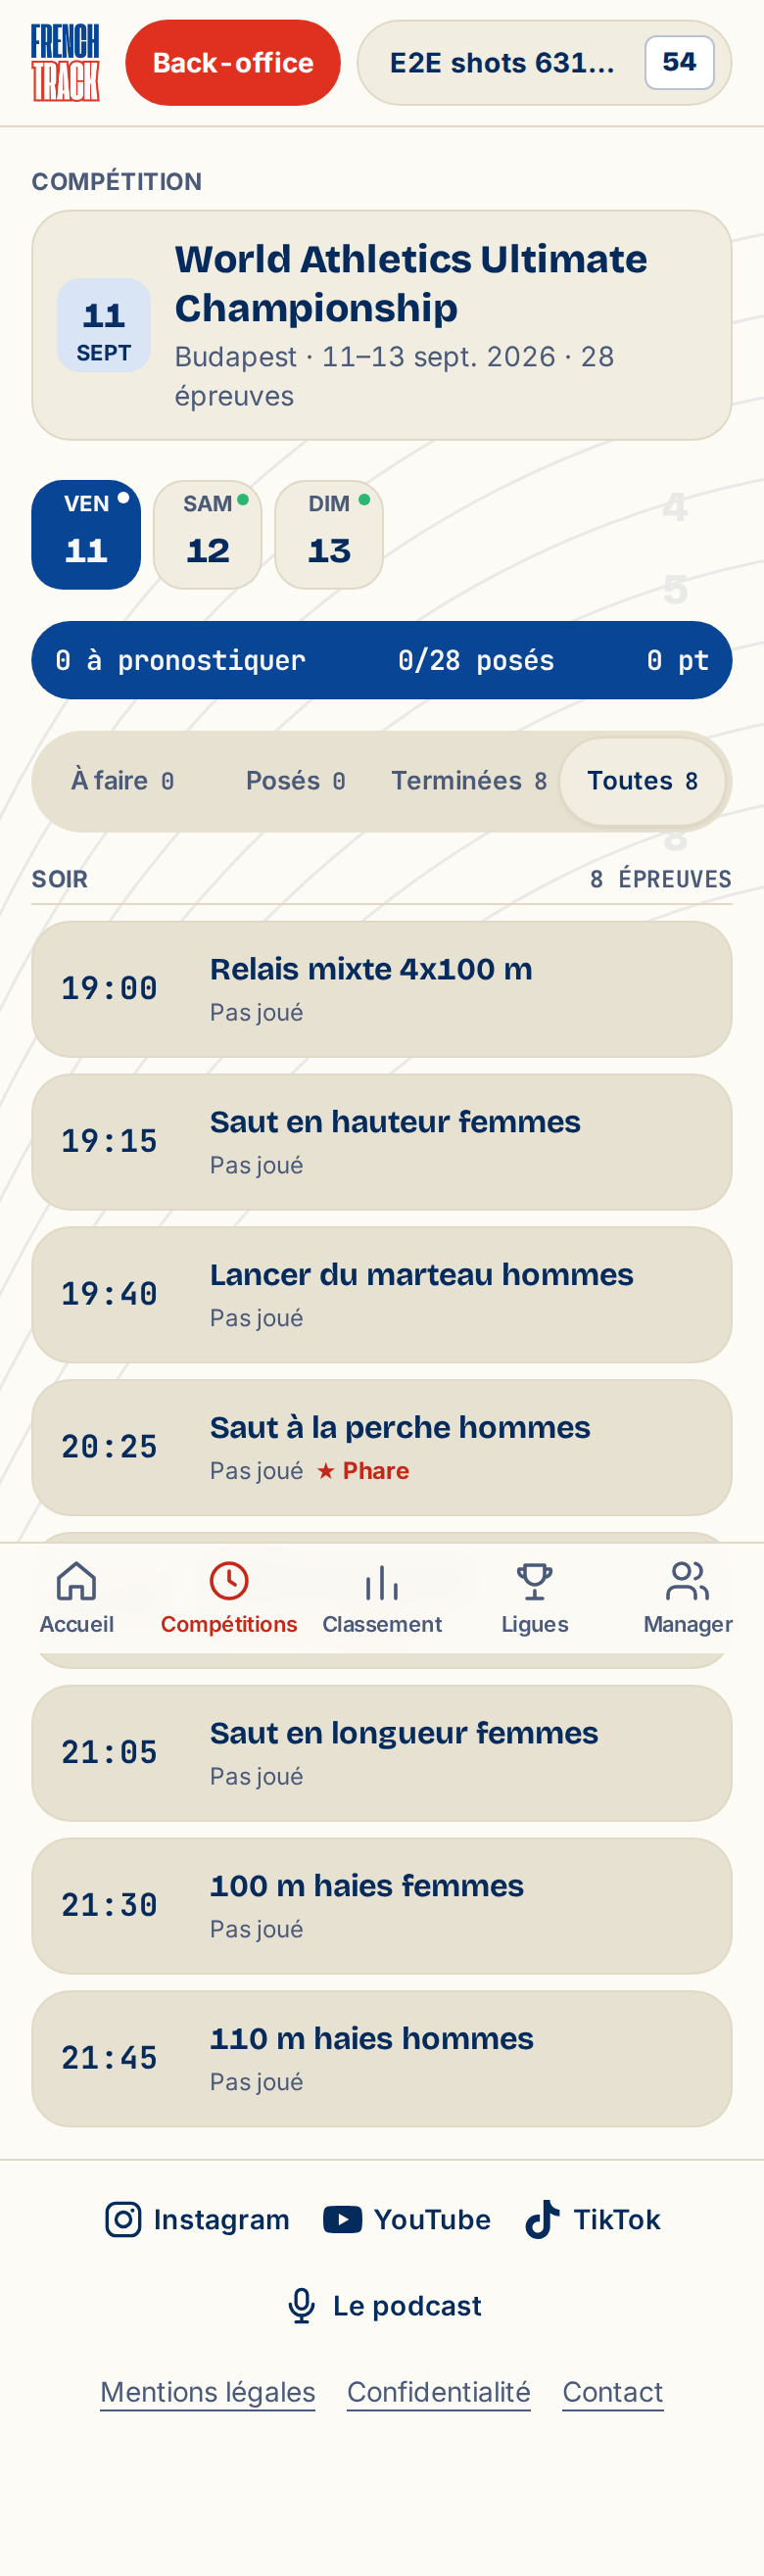 FRENCH
TRACK
Back-office
E2E shots 631...
54
COMPÉTITION
11
SEPT
World Athletics Ultimate
Championship
Budapest · 11–13 sept. 2026 · 28
épreuves
VEN
11
SAM
12
DIM
13
4
5
0 à pronostiquer
0/28 posés
0 pt
À faire 0
Posés 0
Terminées 8
Toutes 8
8
SOIR
8 ÉPREUVES
19:00
Relais mixte 4x100 m
Pas joué
19:15
Saut en hauteur femmes
Pas joué
19:40
Lancer du marteau hommes
Pas joué
20:25
Saut à la perche hommes
Pas joué ★ Phare
Accueil
Compétitions
Classement
Ligues
Manager
21:05
Saut en longueur femmes
Pas joué
21:30
100 m haies femmes
Pas joué
21:45
110 m haies hommes
Pas joué
Instagram
YouTube
TikTok
Le podcast
Mentions légales
Confidentialité
Contact